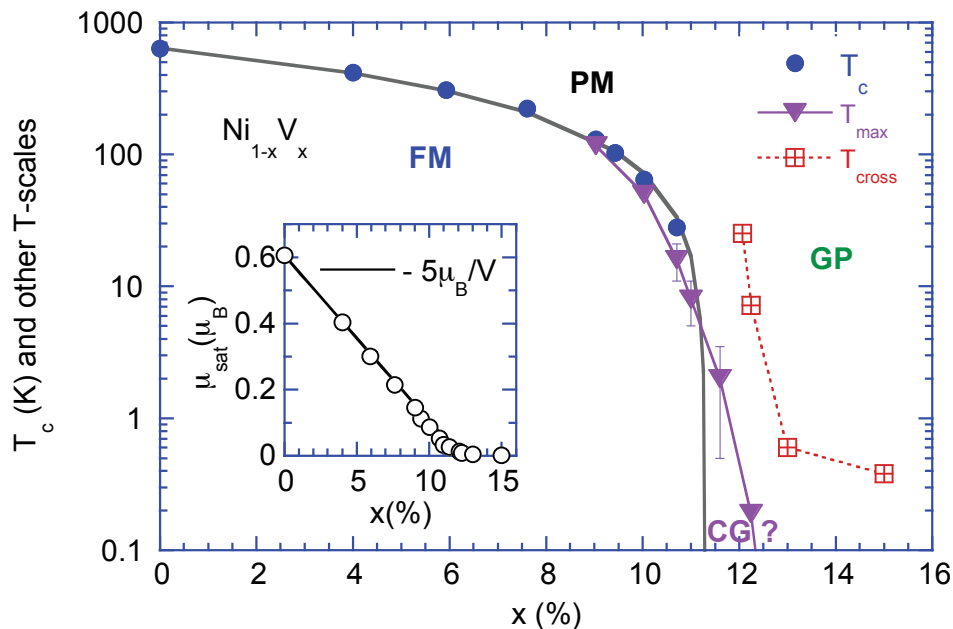 T_c (K) and other T-scales
1000
100
10
1
0.1
PM
T_c
T_max
T_cross
Ni_1-x V_x
FM
GP
CG ?
μ_sat(μ_B)
0.6
0.4
0.2
0
- 5μ_B/V
0 5 10 15
x(%)
0 2 4 6 8 10 12 14 16
x (%)